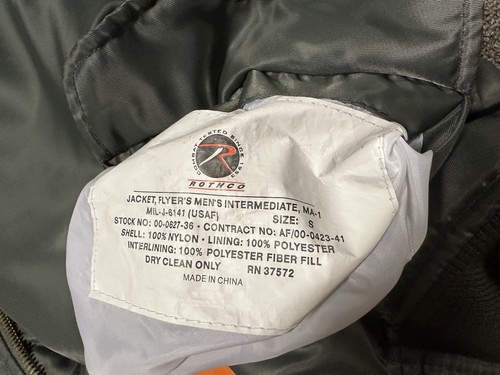 COMBAT TESTED SINCE 1953
ROTHCO
JACKET, FLYER'S MEN'S INTERMEDIATE, MA-1
MIL-J-6141 (USAF) SIZE: S
STOCK NO: 00-0827-36 • CONTRACT NO: AF/00-0423-41
SHELL: 100% NYLON • LINING: 100% POLYESTER
INTERLINING: 100% POLYESTER FIBER FILL
DRY CLEAN ONLY RN 37572
MADE IN CHINA